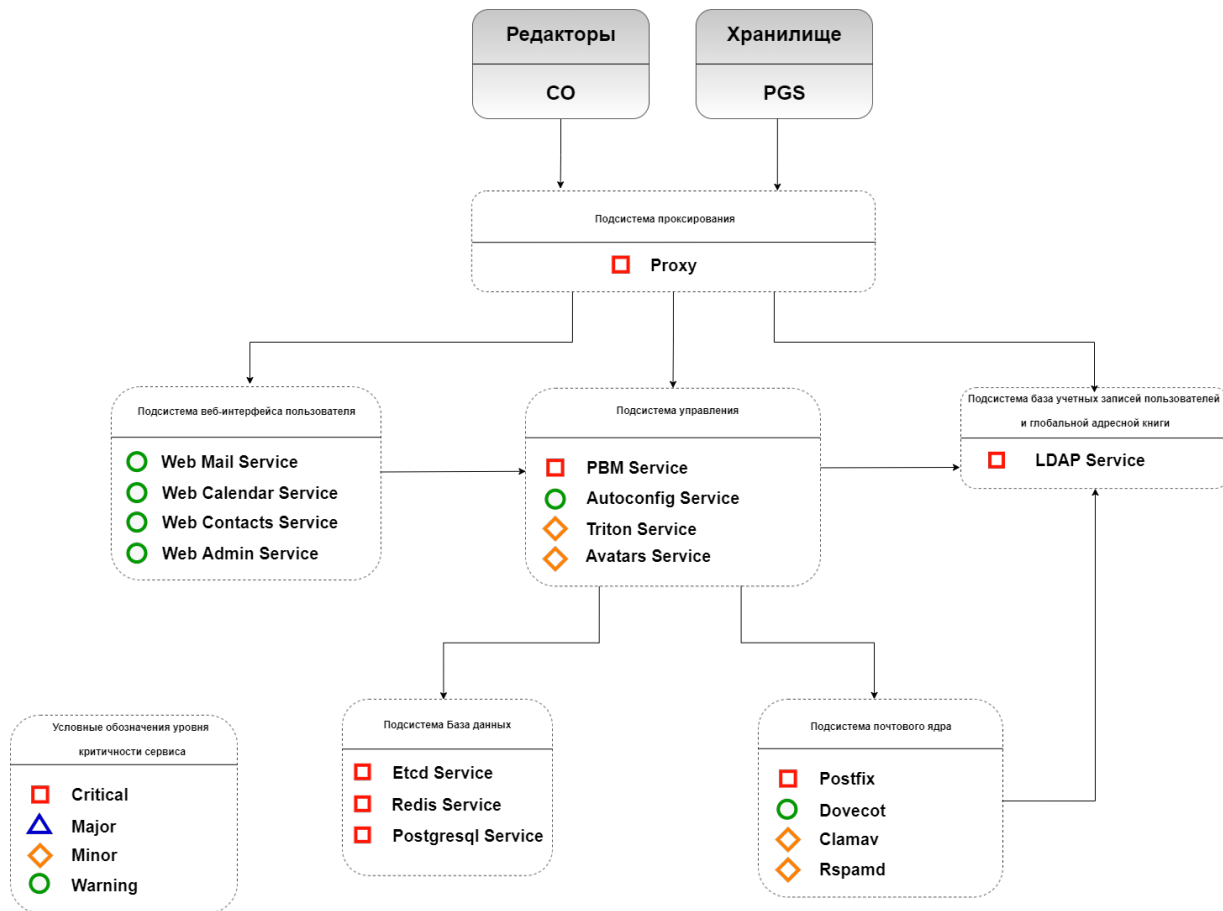 Редакторы
CO
Хранилище
PGS
Подсистема проксирования
Proxy
Подсистема веб-интерфейса пользователя
Web Mail Service
Web Calendar Service
Web Contacts Service
Web Admin Service
Подсистема управления
PBM Service
Autoconfig Service
Triton Service
Avatars Service
Подсистема база учетных записей пользователей
и глобальной адресной книги
LDAP Service
Условные обозначения уровня
критичности сервиса
Critical
Major
Minor
Warning
Подсистема База данных
Etcd Service
Redis Service
Postgresql Service
Подсистема почтового ядра
Postfix
Dovecot
Clamav
Rspamd